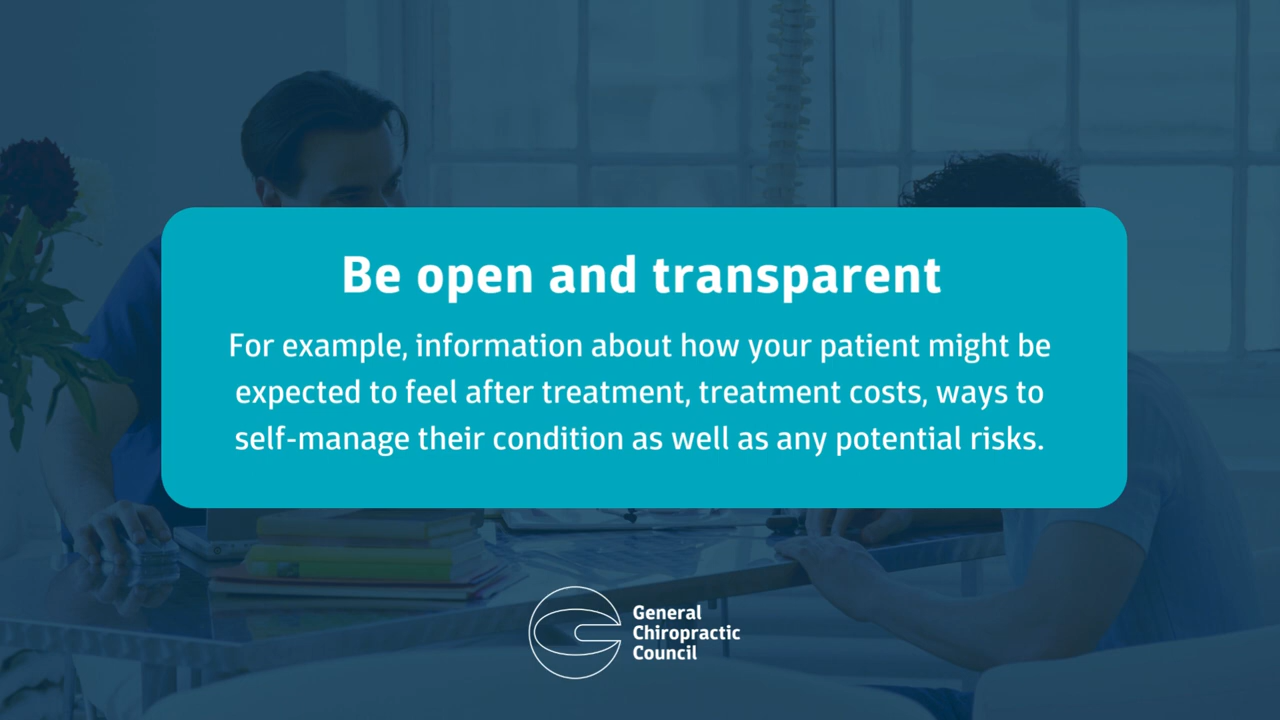 Be open and transparent
For example, information about how your patient might be
expected to feel after treatment, treatment costs, ways to
self-manage their condition as well as any potential risks.
General
Chiropractic
Council